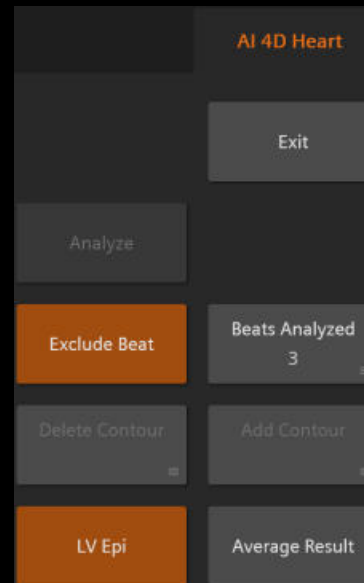 AI 4D Heart
Exit
Analyze
Exclude Beat
Beats Analyzed
3
Delete Contour
Add Contour
LV Epi
Average Result